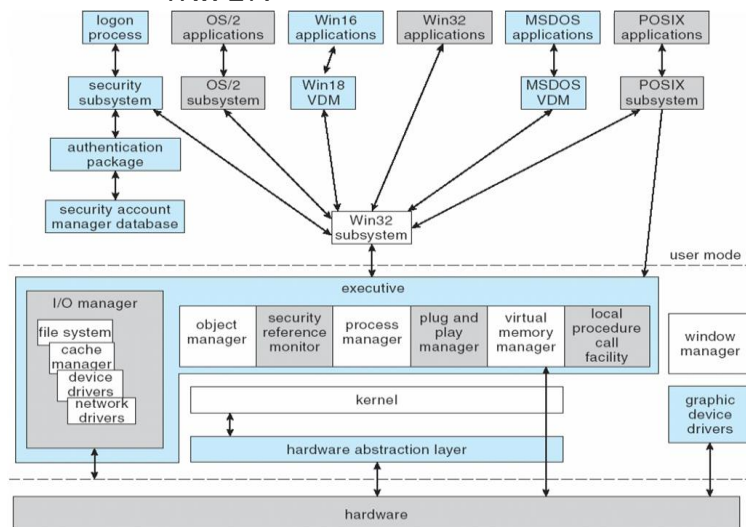 logon
process
OS/2
applications
Win16
applications
Win32
applications
MSDOS
applications
POSIX
applications
security
subsystem
OS/2
subsystem
Win18
VDM
MSDOS
VDM
POSIX
subsystem
authentication
package
security account
manager database
Win32
subsystem
user mode
executive
I/O manager
file system
cache
manager
device
drivers
network
drivers
object
manager
security
reference
monitor
process
manager
plug and
play
manager
virtual
memory
manager
local
procedure
call
facility
window
manager
kernel
graphic
device
drivers
hardware abstraction layer
hardware